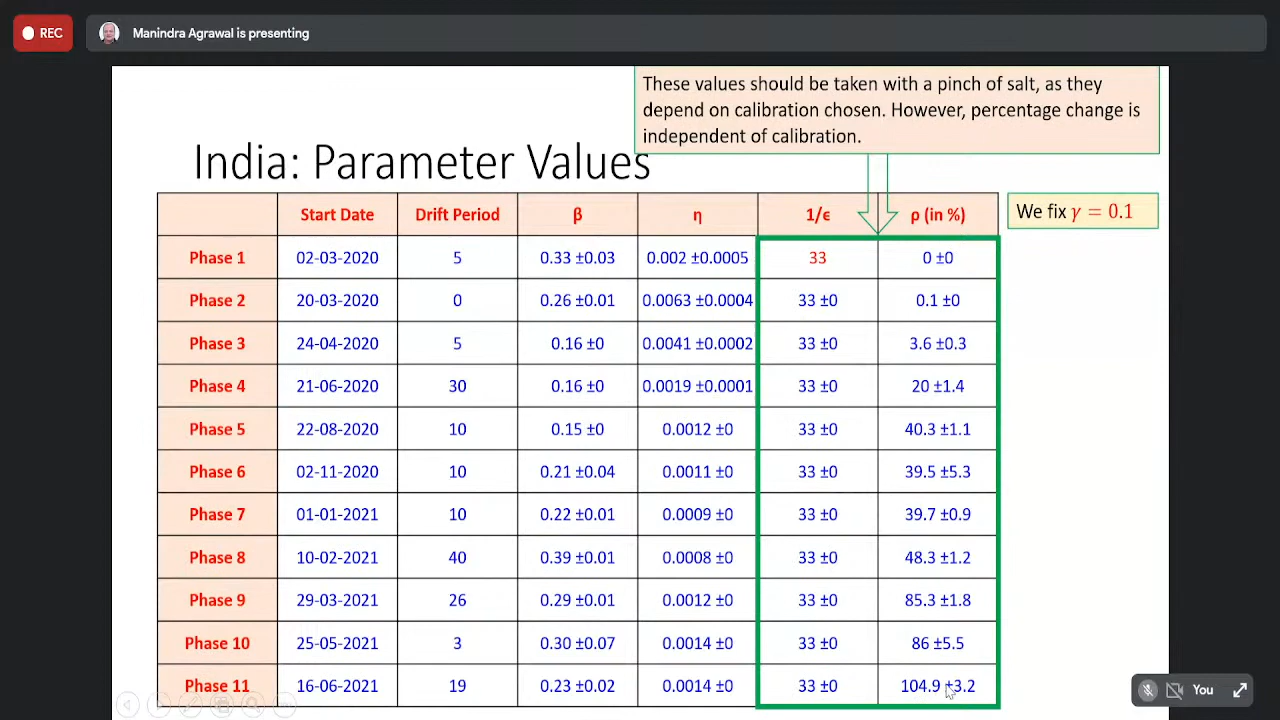 REC
Manindra Agrawal is presenting
These values should be taken with a pinch of salt, as they
depend on calibration chosen. However, percentage change is
independent of calibration.
India: Parameter Values
We fix γ = 0.1
Start Date Drift Period β η 1/ϵ ρ (in %)
Phase 1 02-03-2020 5 0.33 ±0.03 0.002 ±0.0005 33 0 ±0
Phase 2 20-03-2020 0 0.26 ±0.01 0.0063 ±0.0004 33 ±0 0.1 ±0
Phase 3 24-04-2020 5 0.16 ±0 0.0041 ±0.0002 33 ±0 3.6 ±0.3
Phase 4 21-06-2020 30 0.16 ±0 0.0019 ±0.0001 33 ±0 20 ±1.4
Phase 5 22-08-2020 10 0.15 ±0 0.0012 ±0 33 ±0 40.3 ±1.1
Phase 6 02-11-2020 10 0.21 ±0.04 0.0011 ±0 33 ±0 39.5 ±5.3
Phase 7 01-01-2021 10 0.22 ±0.01 0.0009 ±0 33 ±0 39.7 ±0.9
Phase 8 10-02-2021 40 0.39 ±0.01 0.0008 ±0 33 ±0 48.3 ±1.2
Phase 9 29-03-2021 26 0.29 ±0.01 0.0012 ±0 33 ±0 85.3 ±1.8
Phase 10 25-05-2021 3 0.30 ±0.07 0.0014 ±0 33 ±0 86 ±5.5
Phase 11 16-06-2021 19 0.23 ±0.02 0.0014 ±0 33 ±0 104.9 ±3.2
You